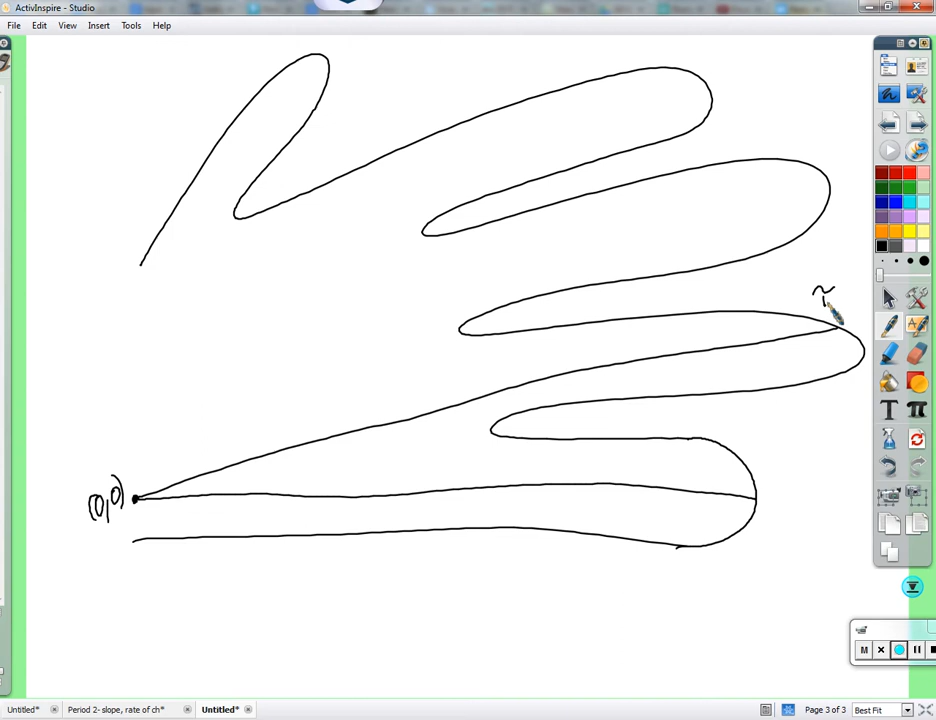 ActivInspire - Studio
File Edit View Insert Tools Help
(0,0)
M
Untitled* Period 2- slope, rate of ch* Untitled* Page 3 of 3 Best Fit